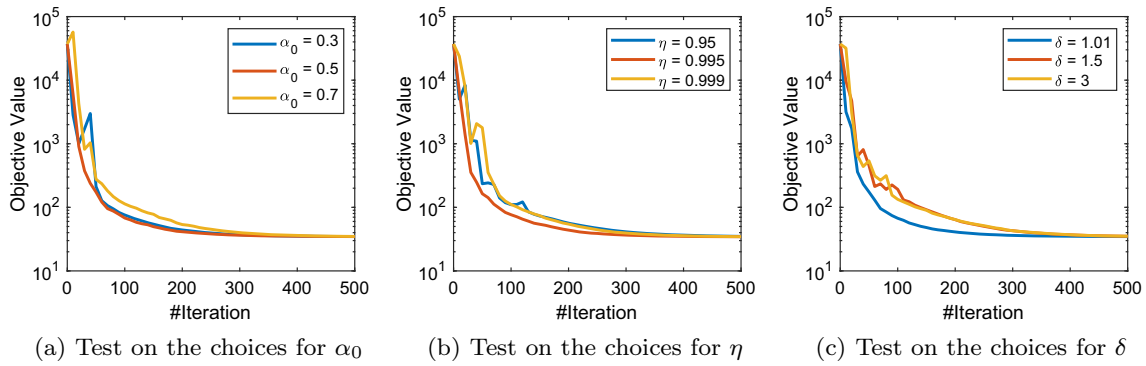 10^5
10^4
10^3
10^2
10^1
Objective Value
0 100 200 300 400 500
#Iteration
α_0 = 0.3
α_0 = 0.5
α_0 = 0.7
(a) Test on the choices for α_0
10^5
10^4
10^3
10^2
10^1
Objective Value
0 100 200 300 400 500
#Iteration
η = 0.95
η = 0.995
η = 0.999
(b) Test on the choices for η
10^5
10^4
10^3
10^2
10^1
Objective Value
0 100 200 300 400 500
#Iteration
δ = 1.01
δ = 1.5
δ = 3
(c) Test on the choices for δ